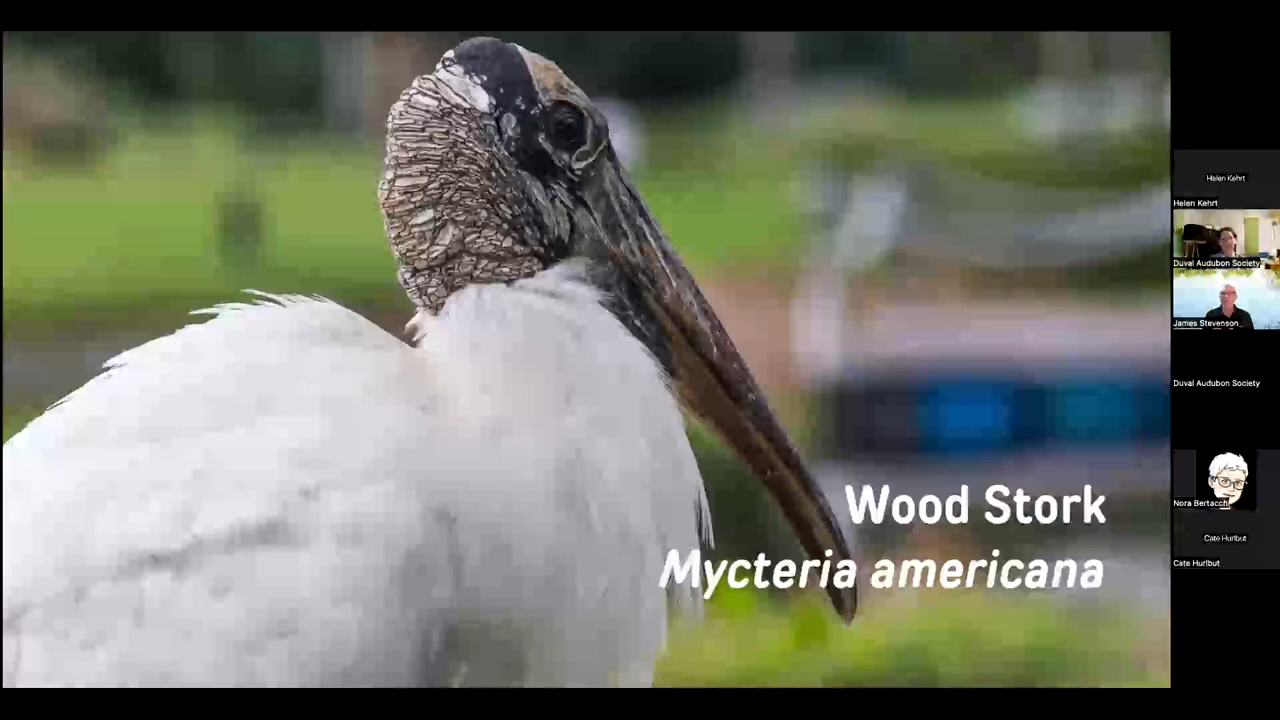 Wood Stork
Mycteria americana
Helen Kehrt
Helen Kehrt
Duval Audubon Society
James Stevenson
Duval Audubon Society
Nora Bertacchi
Cate Hurlbut
Cate Hurlbut